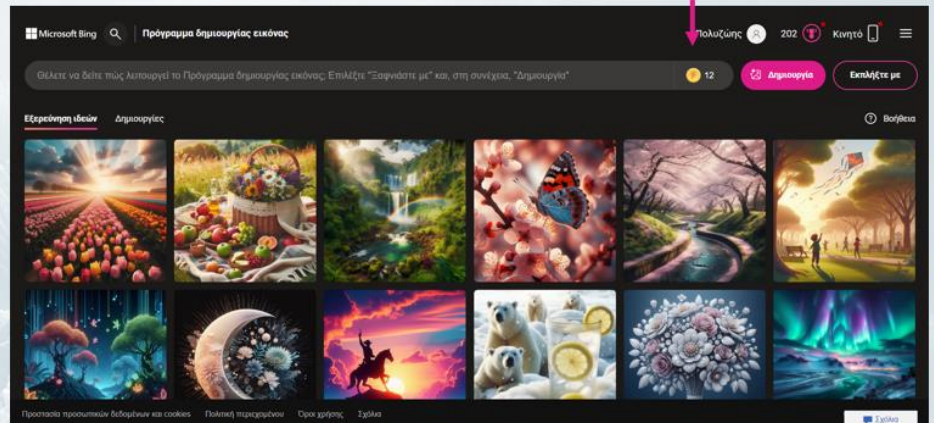 Microsoft Bing Πρόγραμμα δημιουργίας εικόνας Πολυζώης 202 Κινητό
Θέλετε να δείτε πώς λειτουργεί το Πρόγραμμα δημιουργίας εικόνας; Επιλέξτε "Ξαφνιάστε με" και, στη συνέχεια, "Δημιουργία" 12 Δημιουργία Εκπλήξτε με
Εξερεύνηση ιδεών Δημιουργίες Βοήθεια
Προστασία προσωπικών δεδομένων και cookies Πολιτική περιεχομένου Όροι χρήσης Σχόλια
Σχόλια